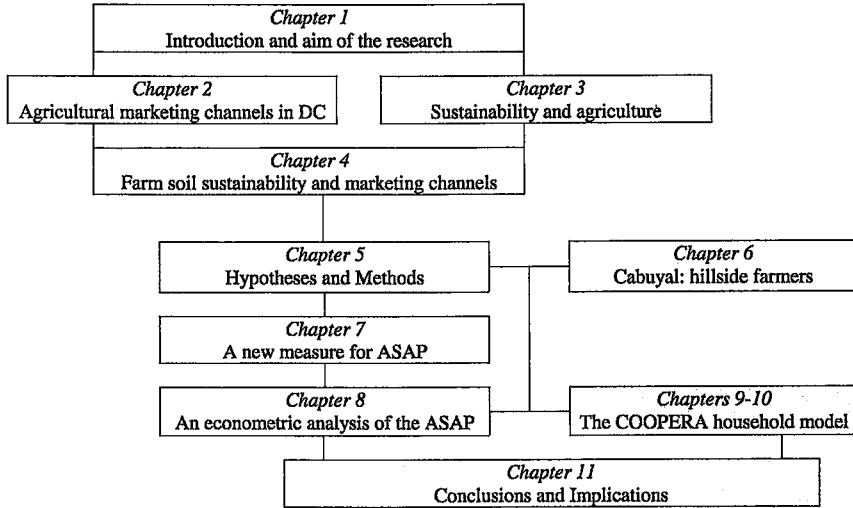 Chapter 1
Introduction and aim of the research
Chapter 2
Agricultural marketing channels in DC
Chapter 3
Sustainability and agriculture
Chapter 4
Farm soil sustainability and marketing channels
Chapter 5
Hypotheses and Methods
Chapter 6
Cabuyal: hillside farmers
Chapter 7
A new measure for ASAP
Chapter 8
An econometric analysis of the ASAP
Chapters 9-10
The COOPERA household model
Chapter 11
Conclusions and Implications